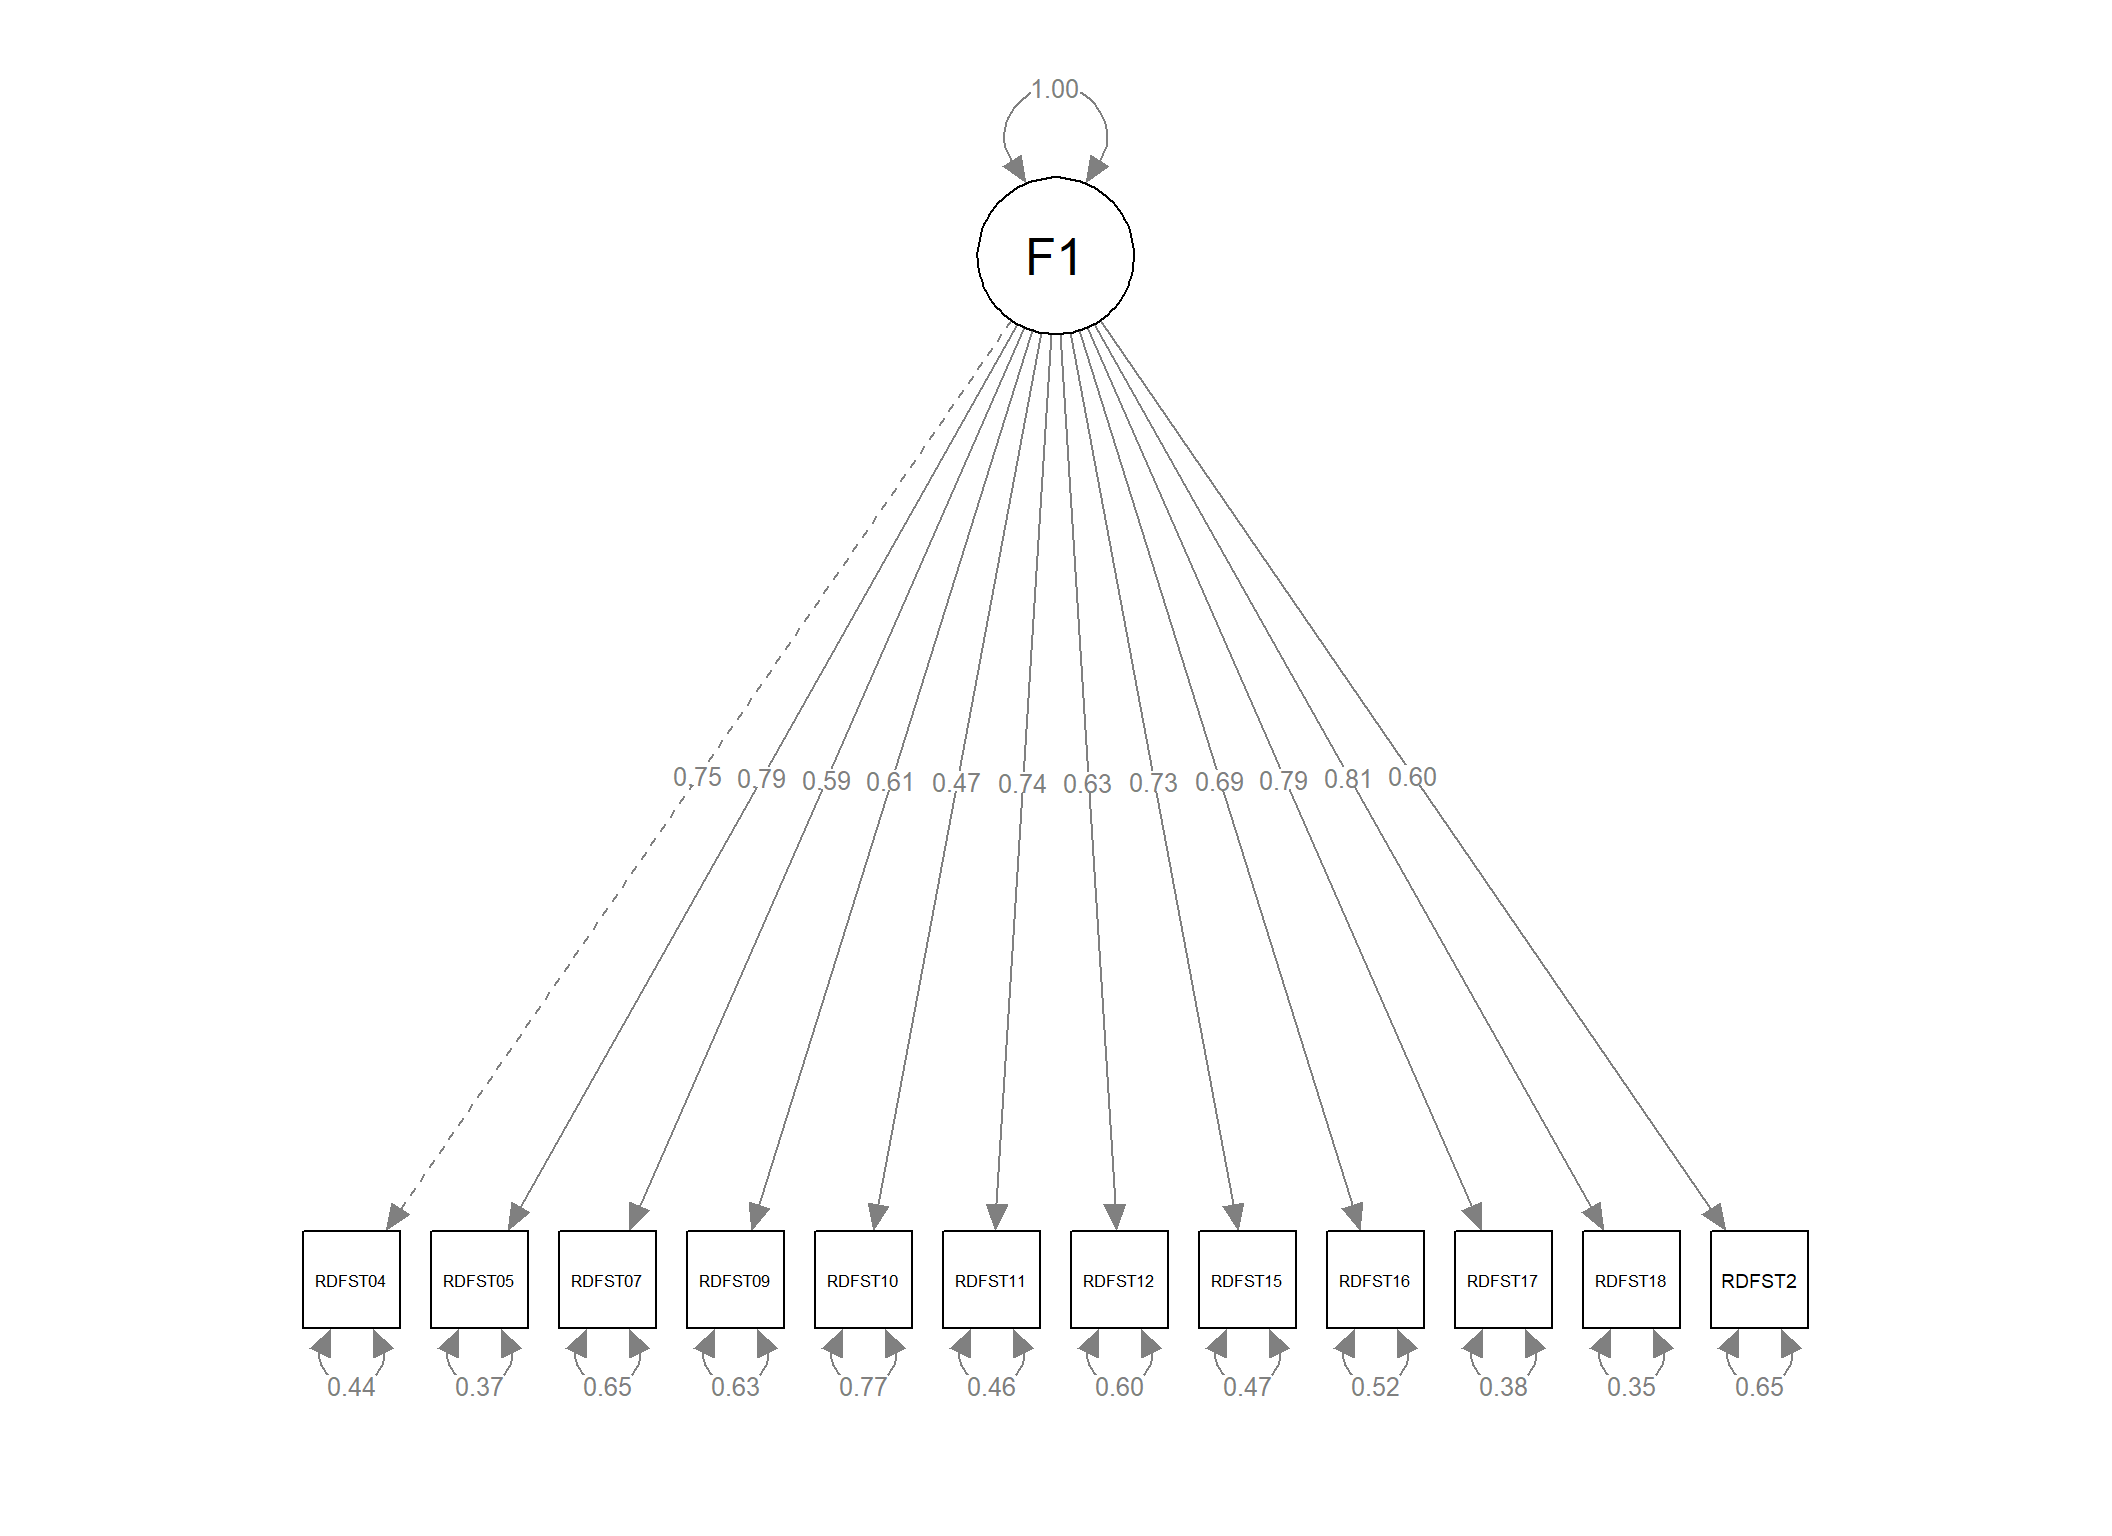 1.00
F1
0.75 0.79 0.59 0.61 0.47 0.74 0.63 0.73 0.69 0.79 0.81 0.60
RDFST04 RDFST05 RDFST07 RDFST09 RDFST10 RDFST11 RDFST12 RDFST15 RDFST16 RDFST17 RDFST18 RDFST2
0.44 0.37 0.65 0.63 0.77 0.46 0.60 0.47 0.52 0.38 0.35 0.65